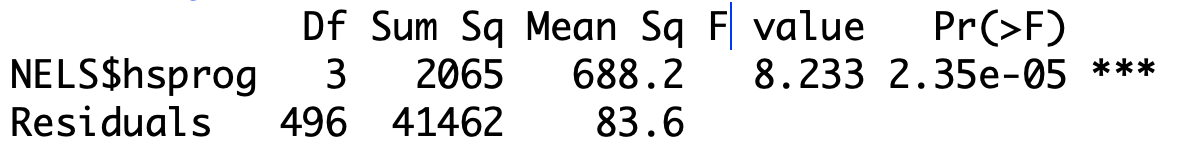 Df Sum Sq Mean Sq F value Pr(>F)
NELS$hsprog 3 2065 688.2 8.233 2.35e-05 ***
Residuals 496 41462 83.6